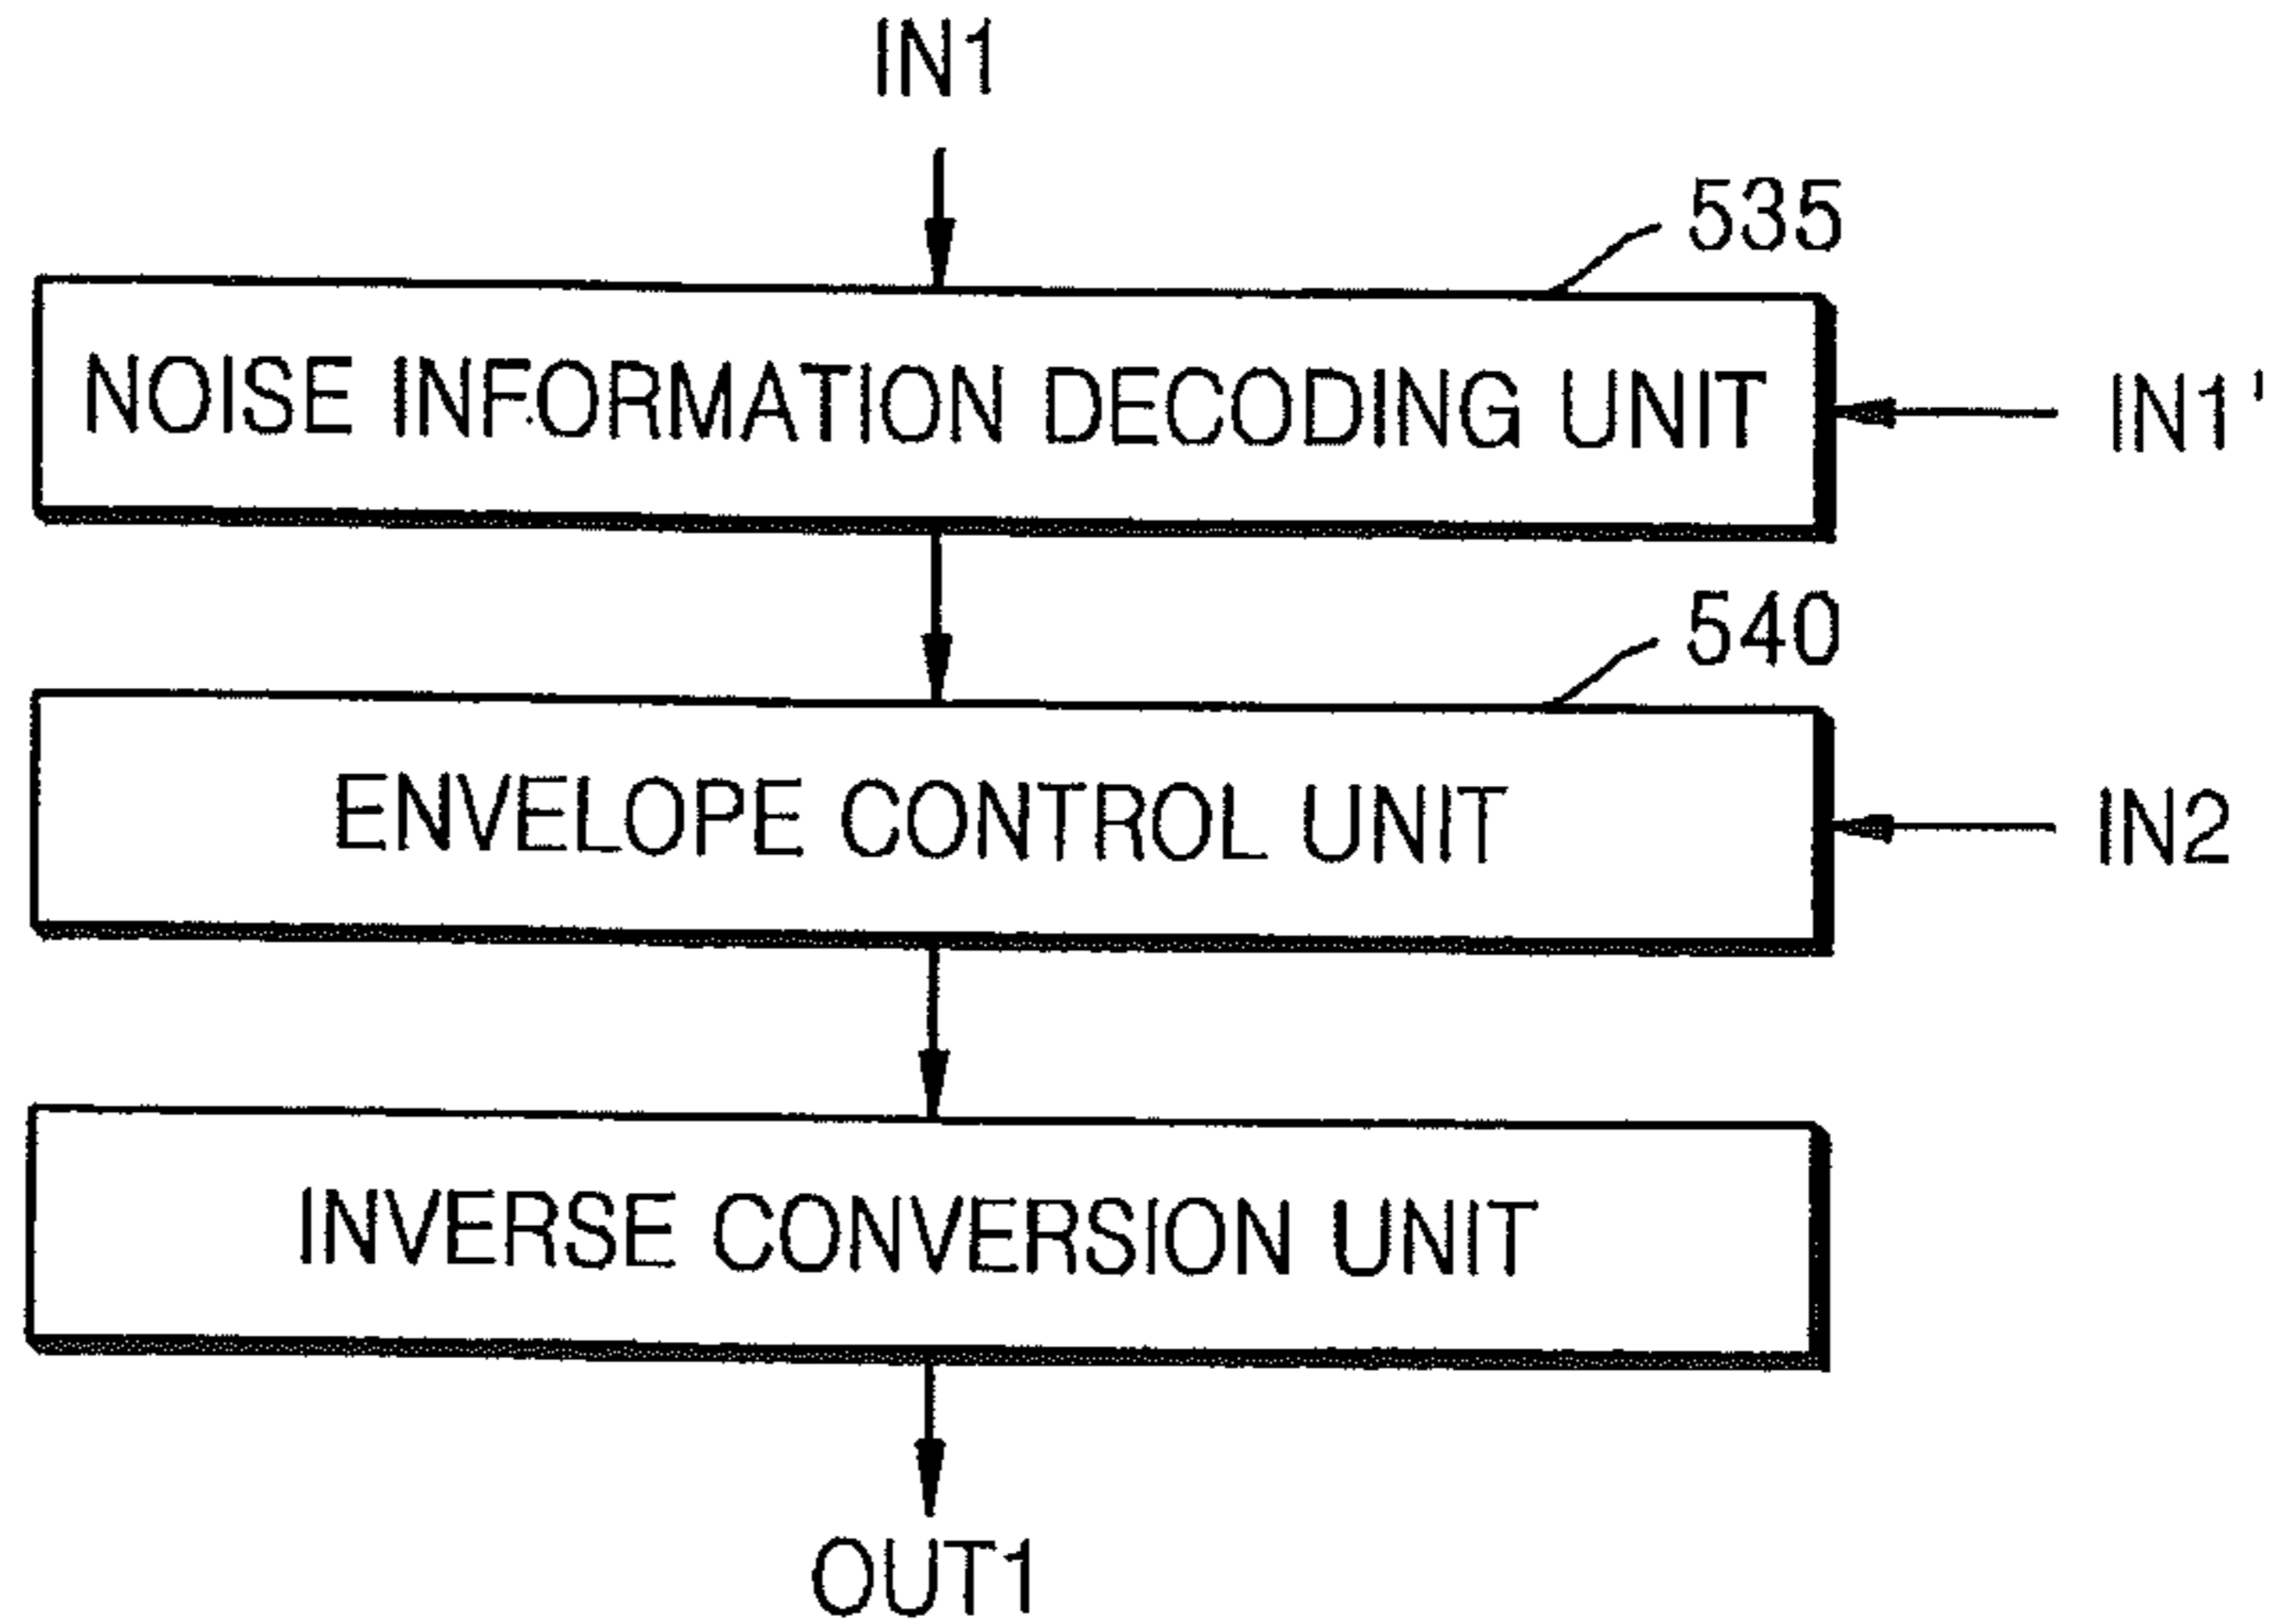 IN1
535
NOISE INFORMATION DECODING UNIT
IN1'
540
ENVELOPE CONTROL UNIT
IN2
INVERSE CONVERSION UNIT
OUT1